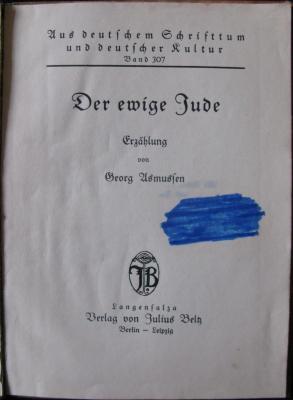 Aus deutschem Schrifttum
und deutscher Kultur
Band 307
Der ewige Jude
Erzählung
von
Georg Asmussen
JB
Langensalza
Verlag von Julius Beltz
Berlin – Leipzig